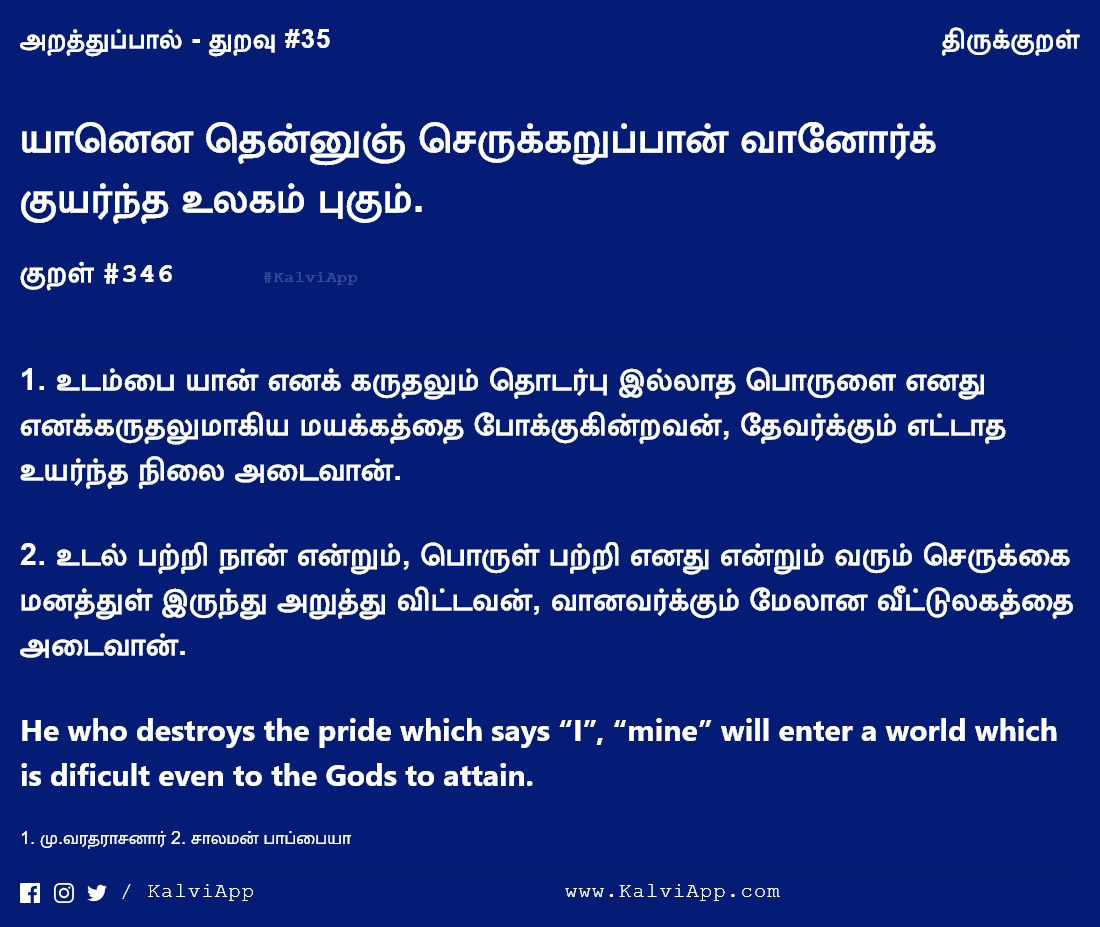 அறத்துப்பால் - துறவு #35
திருக்குறள்
யானென தென்னுஞ் செருக்கறுப்பான் வானோர்க்
குயர்ந்த உலகம் புகும்.
குறள் #346
#KalviApp
1. உடம்பை யான் எனக் கருதலும் தொடர்பு இல்லாத பொருளை எனது
எனக்கருதலுமாகிய மயக்கத்தை போக்குகின்றவன், தேவர்க்கும் எட்டாத
உயர்ந்த நிலை அடைவான்.
2. உடல் பற்றி நான் என்றும், பொருள் பற்றி எனது என்றும் வரும் செருக்கை
மனத்துள் இருந்து அறுத்து விட்டவன், வானவர்க்கும் மேலான வீட்டுலகத்தை
அடைவான்.
He who destroys the pride which says “I”, “mine” will enter a world which
is dificult even to the Gods to attain.
1. மு.வரதராசனார் 2. சாலமன் பாப்பையா
/ KalviApp
www.KalviApp.com